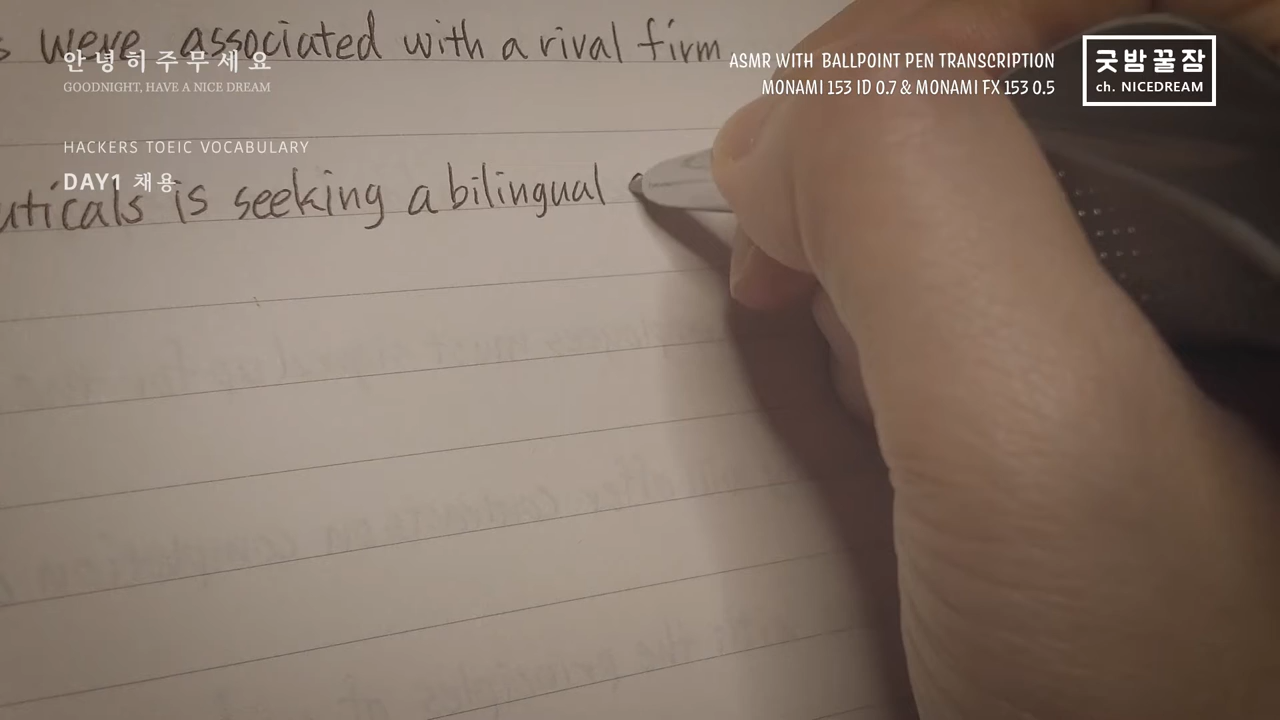 s were associated with a rival firm.
안녕히 주무세요
GOODNIGHT, HAVE A NICE DREAM
ASMR WITH BALLPOINT PEN TRANSCRIPTION
MONAMI 153 ID 0.7 & MONAMI FX 153 0.5
굿밤꿀잠
ch. NICEDREAM
HACKERS TOEIC VOCABULARY
DAY1 채용
uticals is seeking a bilingual